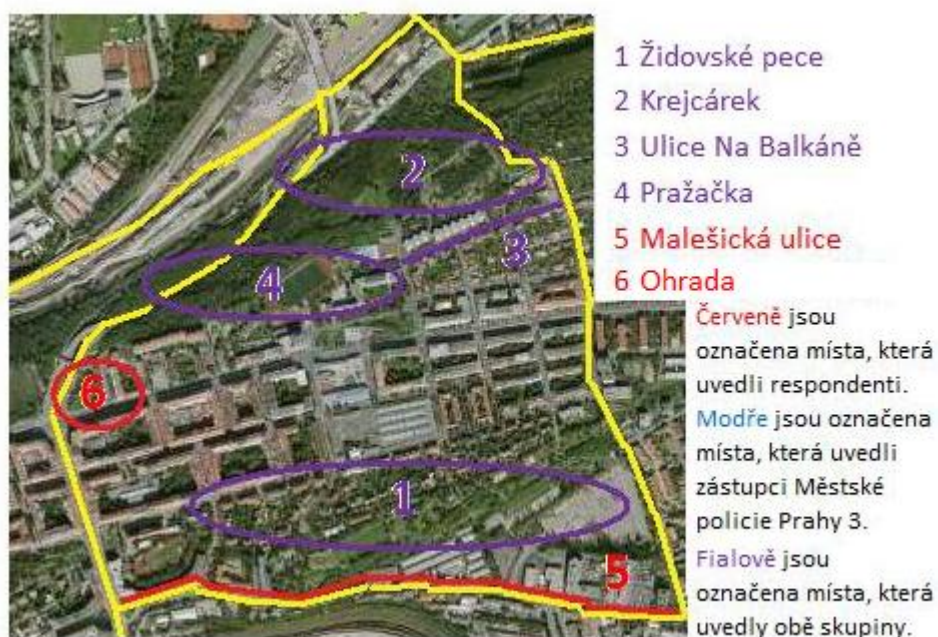 1 Židovské pece
2 Krejcárek
3 Ulice Na Balkáně
4 Pražačka
5 Malešická ulice
6 Ohrada
Červeně jsou
označena místa, která
uvedli respondenti.
Modře jsou označena
místa, která uvedli
zástupci Městské
policie Prahy 3.
Fialově jsou
označena místa, která
uvedly obě skupiny.
2
3
4
6
1
5